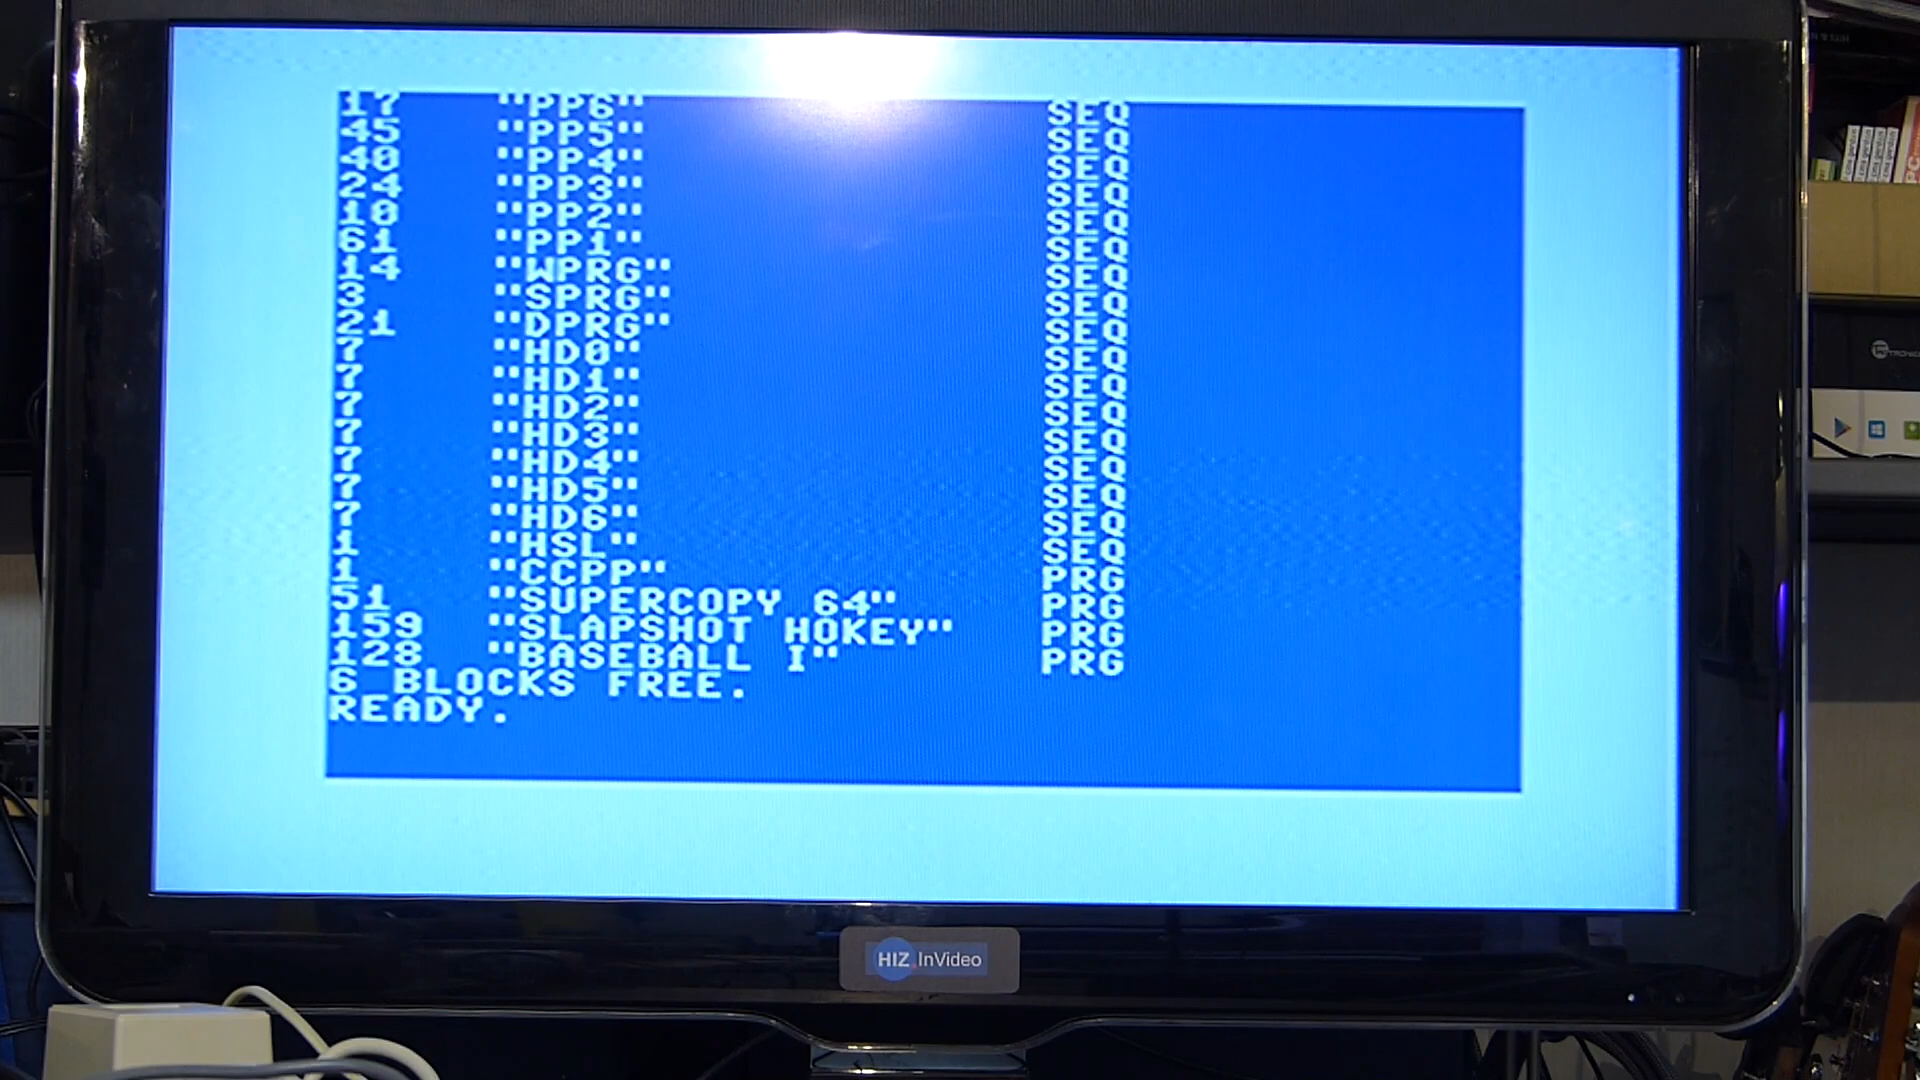 17 "PP6" SEQ
45 "PP5" SEQ
40 "PP4" SEQ
24 "PP3" SEQ
10 "PP2" SEQ
61 "PP1" SEQ
14 "WPRG" SEQ
3 "SPRG" SEQ
21 "DPRG" SEQ
7 "HD0" SEQ
7 "HD1" SEQ
7 "HD2" SEQ
7 "HD3" SEQ
7 "HD4" SEQ
7 "HD5" SEQ
7 "HD6" SEQ
1 "HSL" SEQ
1 "CCPP" PRG
51 "SUPERCOPY 64" PRG
159 "SLAPSHOT HOKEY" PRG
128 "BASEBALL I" PRG
6 BLOCKS FREE.
READY.
HIZ.InVideo